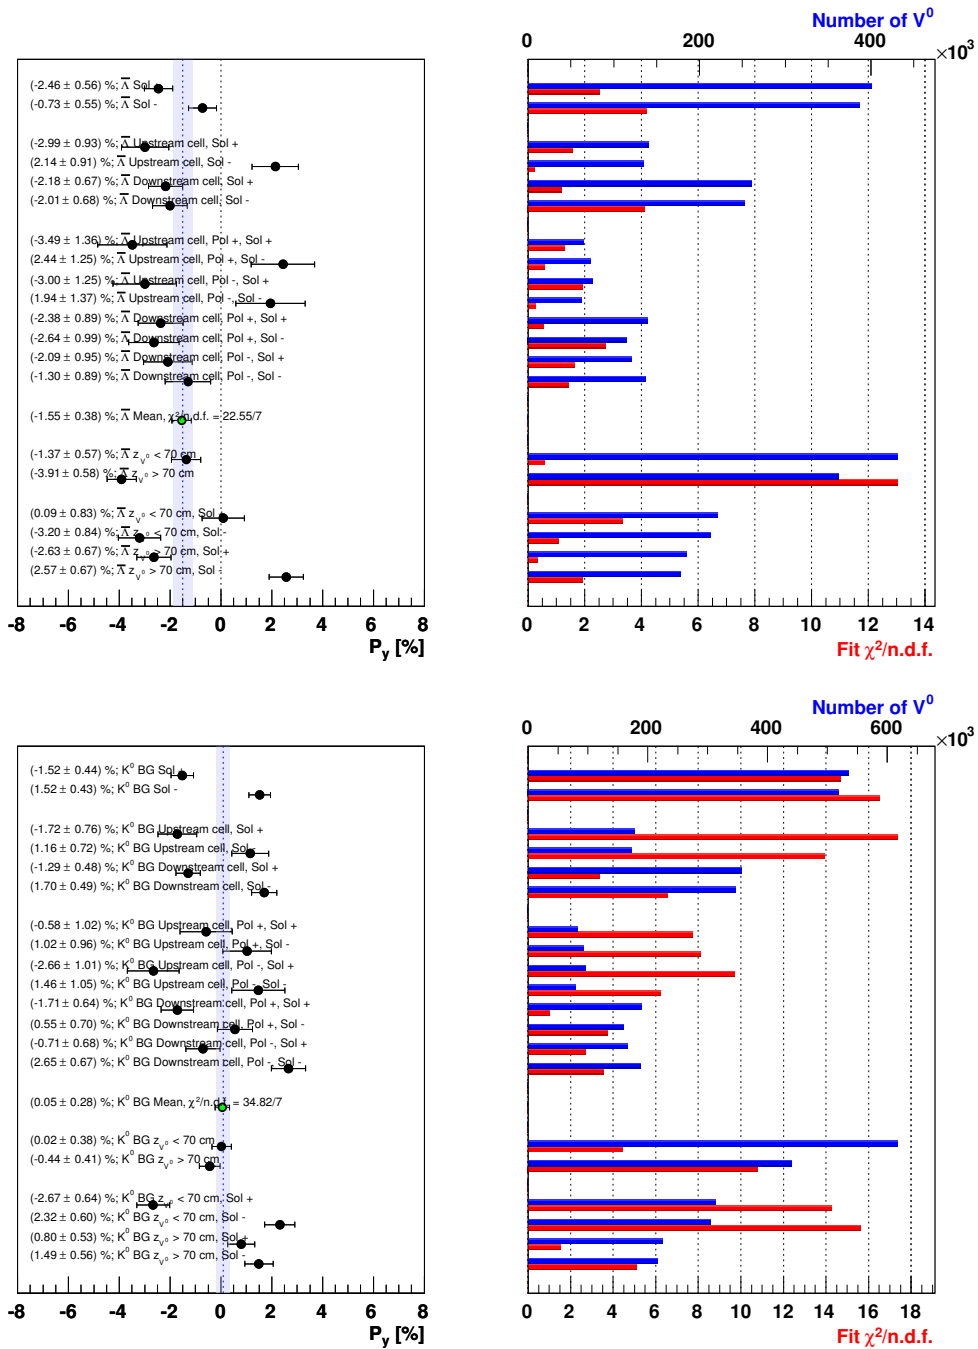 Number of V⁰
0 200 400 ×10³
(-2.46 ± 0.56) %; Λ̅ Sol +
(-0.73 ± 0.55) %; Λ̅ Sol -
(-2.99 ± 0.93) %; Λ̅ Upstream cell, Sol +
(2.14 ± 0.91) %; Λ̅ Upstream cell, Sol -
(-2.18 ± 0.67) %; Λ̅ Downstream cell, Sol +
(-2.01 ± 0.68) %; Λ̅ Downstream cell, Sol -
(-3.49 ± 1.36) %; Λ̅ Upstream cell, Pol +, Sol +
(2.44 ± 1.25) %; Λ̅ Upstream cell, Pol +, Sol -
(-3.00 ± 1.25) %; Λ̅ Upstream cell, Pol -, Sol +
(1.94 ± 1.37) %; Λ̅ Upstream cell, Pol -, Sol -
(-2.38 ± 0.89) %; Λ̅ Downstream cell, Pol +, Sol +
(-2.64 ± 0.99) %; Λ̅ Downstream cell, Pol +, Sol -
(-2.09 ± 0.95) %; Λ̅ Downstream cell, Pol -, Sol +
(-1.30 ± 0.89) %; Λ̅ Downstream cell, Pol -, Sol -
(-1.55 ± 0.38) %; Λ̅ Mean, χ²/n.d.f. = 22.55/7
(-1.37 ± 0.57) %; Λ̅ z_V⁰ < 70 cm
(-3.91 ± 0.58) %; Λ̅ z_V⁰ > 70 cm
(0.09 ± 0.83) %; Λ̅ z_V⁰ < 70 cm, Sol +
(-3.20 ± 0.84) %; Λ̅ z_V⁰ < 70 cm, Sol -
(-2.63 ± 0.67) %; Λ̅ z_V⁰ > 70 cm, Sol +
(2.57 ± 0.67) %; Λ̅ z_V⁰ > 70 cm, Sol -
-8 -6 -4 -2 0 2 4 6 8
P_y [%]
0 2 4 6 8 10 12 14
Fit χ²/n.d.f.
Number of V⁰
0 200 400 600 ×10³
(-1.52 ± 0.44) %; K⁰ BG Sol +
(1.52 ± 0.43) %; K⁰ BG Sol -
(-1.72 ± 0.76) %; K⁰ BG Upstream cell, Sol +
(1.16 ± 0.72) %; K⁰ BG Upstream cell, Sol -
(-1.29 ± 0.48) %; K⁰ BG Downstream cell, Sol +
(1.70 ± 0.49) %; K⁰ BG Downstream cell, Sol -
(-0.58 ± 1.02) %; K⁰ BG Upstream cell, Pol +, Sol +
(1.02 ± 0.96) %; K⁰ BG Upstream cell, Pol +, Sol -
(-2.66 ± 1.01) %; K⁰ BG Upstream cell, Pol -, Sol +
(1.46 ± 1.05) %; K⁰ BG Upstream cell, Pol -, Sol -
(-1.71 ± 0.64) %; K⁰ BG Downstream cell, Pol +, Sol +
(0.55 ± 0.70) %; K⁰ BG Downstream cell, Pol +, Sol -
(-0.71 ± 0.68) %; K⁰ BG Downstream cell, Pol -, Sol +
(2.65 ± 0.67) %; K⁰ BG Downstream cell, Pol -, Sol -
(0.05 ± 0.28) %; K⁰ BG Mean, χ²/n.d.f. = 34.82/7
(0.02 ± 0.38) %; K⁰ BG z_V⁰ < 70 cm
(-0.44 ± 0.41) %; K⁰ BG z_V⁰ > 70 cm
(-2.67 ± 0.64) %; K⁰ BG z_V⁰ < 70 cm, Sol +
(2.32 ± 0.60) %; K⁰ BG z_V⁰ < 70 cm, Sol -
(0.80 ± 0.53) %; K⁰ BG z_V⁰ > 70 cm, Sol +
(1.49 ± 0.56) %; K⁰ BG z_V⁰ > 70 cm, Sol -
-8 -6 -4 -2 0 2 4 6 8
P_y [%]
0 2 4 6 8 10 12 14 16 18
Fit χ²/n.d.f.